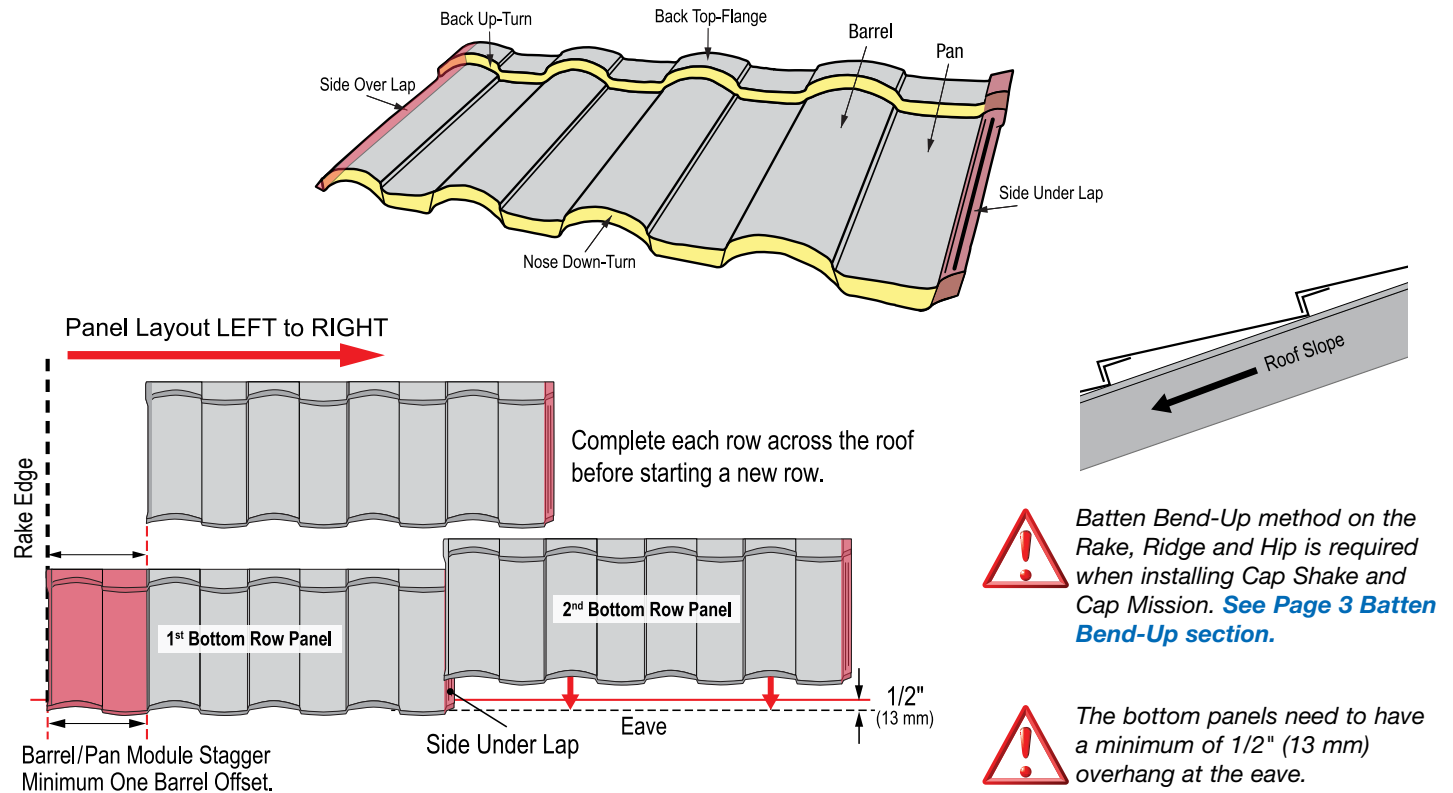 Back Up-Turn
Back Top-Flange
Barrel
Pan
Side Over Lap
Side Under Lap
Nose Down-Turn
Panel Layout LEFT to RIGHT
Rake Edge
Complete each row across the roof
before starting a new row.
1st Bottom Row Panel
2nd Bottom Row Panel
1/2"
(13 mm)
Eave
Side Under Lap
Barrel/Pan Module Stagger
Minimum One Barrel Offset.
Roof Slope
Batten Bend-Up method on the
Rake, Ridge and Hip is required
when installing Cap Shake and
Cap Mission. See Page 3 Batten
Bend-Up section.
The bottom panels need to have
a minimum of 1/2" (13 mm)
overhang at the eave.